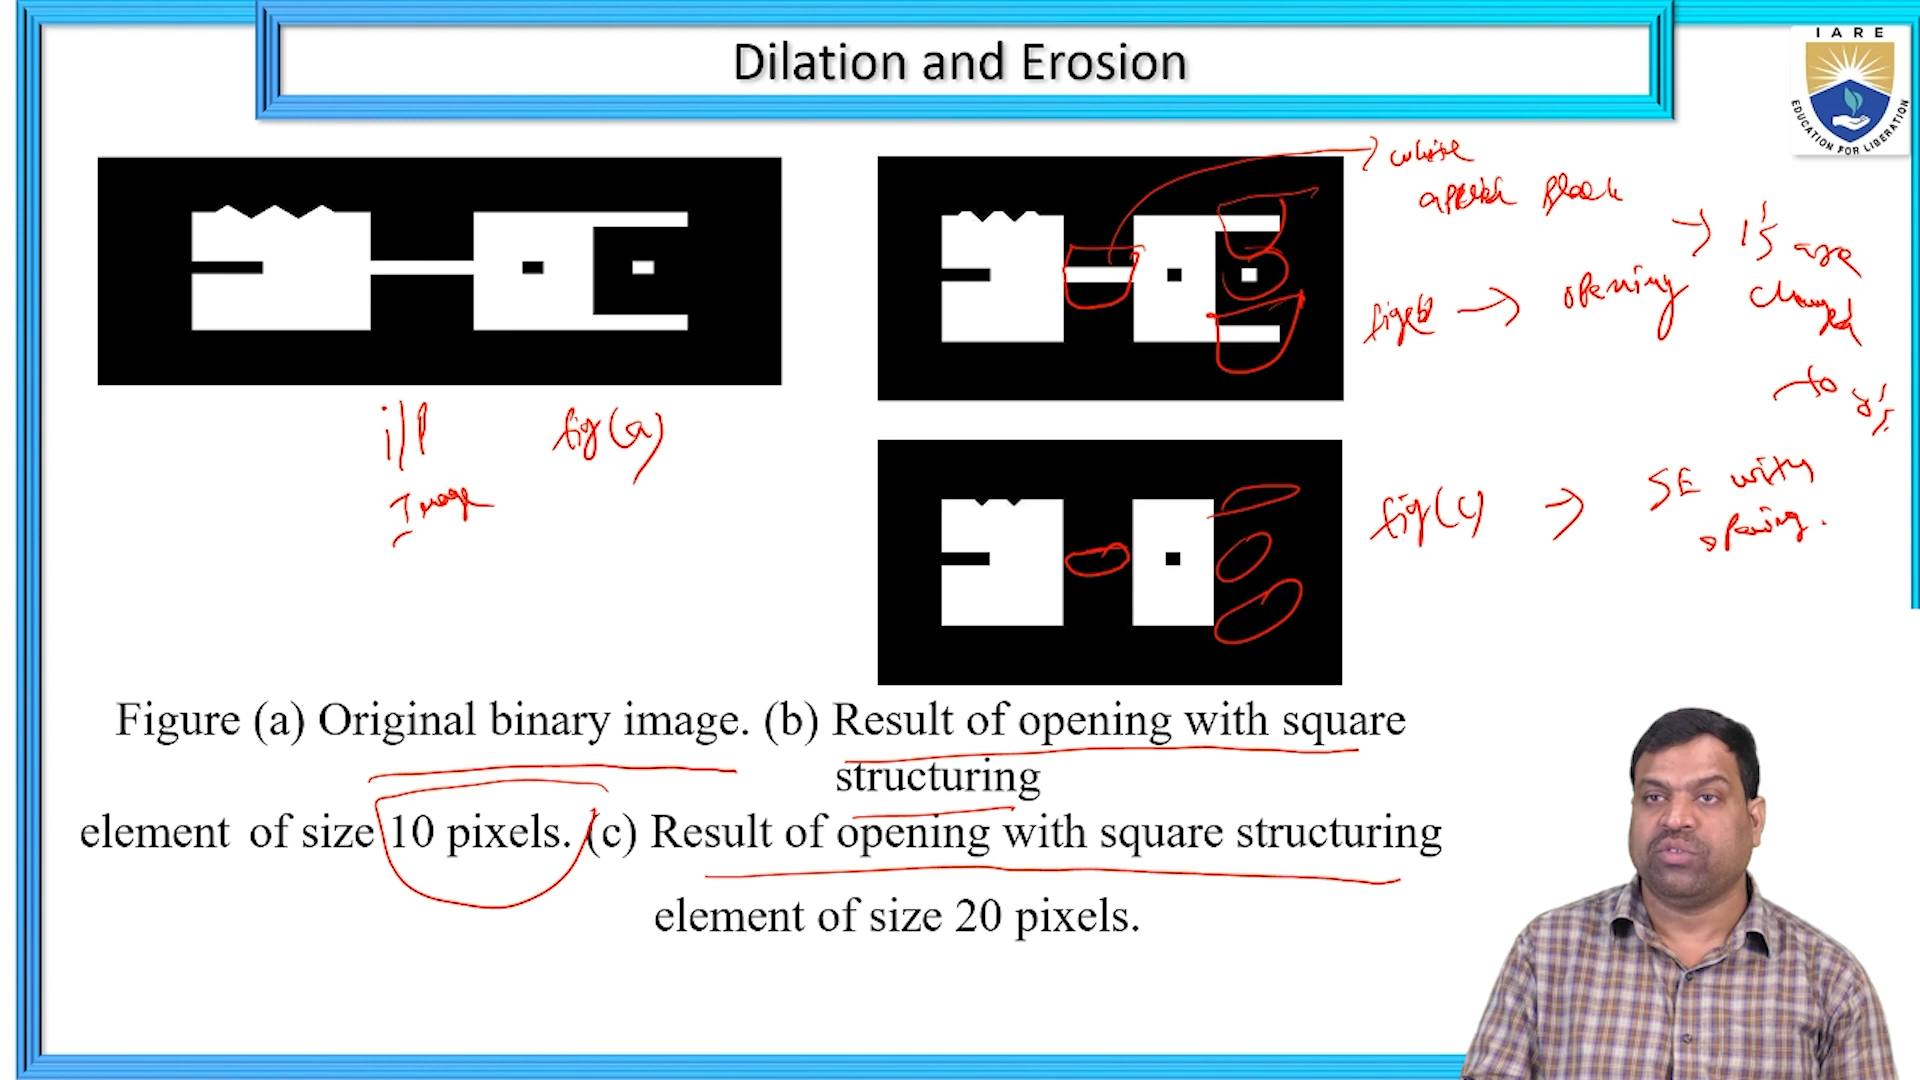 Dilation and Erosion
IARE
EDUCATION FOR LIBERATION
white
→ 1's are
changed
to
→ opening
i/p
Image
fig(a)
fig(c) → SE with
opening.
Figure (a) Original binary image. (b) Result of opening with square
structuring
element of size 10 pixels. (c) Result of opening with square structuring
element of size 20 pixels.